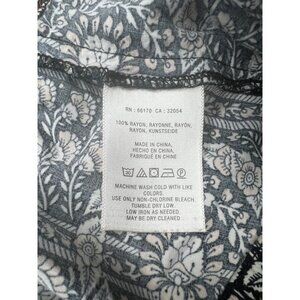 RN : 66170 CA : 32054
100% RAYON, RAYONNE, RAYÓN,
RAYON, KUNSTSEIDE
MADE IN CHINA,
HECHO EN CHINA,
FABRIQUÉ EN CHINE
MACHINE WASH COLD WITH LIKE
COLORS.
USE ONLY NON-CHLORINE BLEACH.
TUMBLE DRY LOW
LOW IRON AS NEEDED.
MAY BE DRY CLEANED